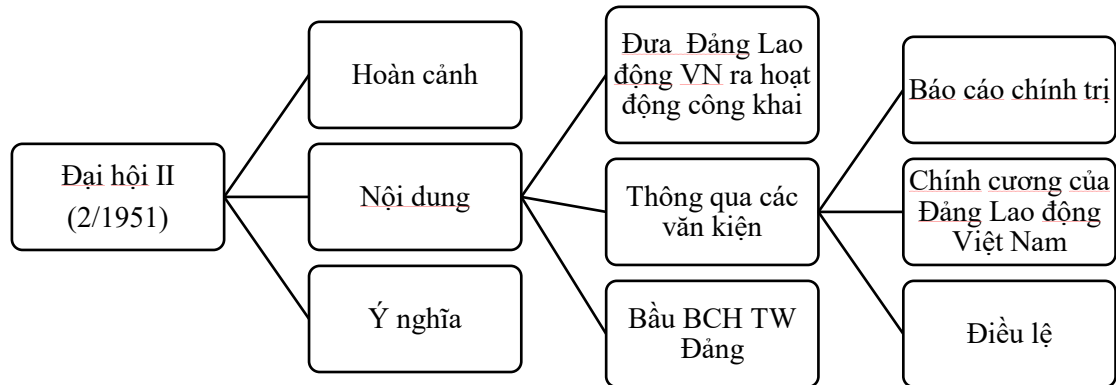 Đại hội II
(2/1951)
Hoàn cảnh
Nội dung
Ý nghĩa
Đưa Đảng Lao
động VN ra hoạt
động công khai
Thông qua các
văn kiện
Bầu BCH TW
Đảng
Báo cáo chính trị
Chính cương của
Đảng Lao động
Việt Nam
Điều lệ